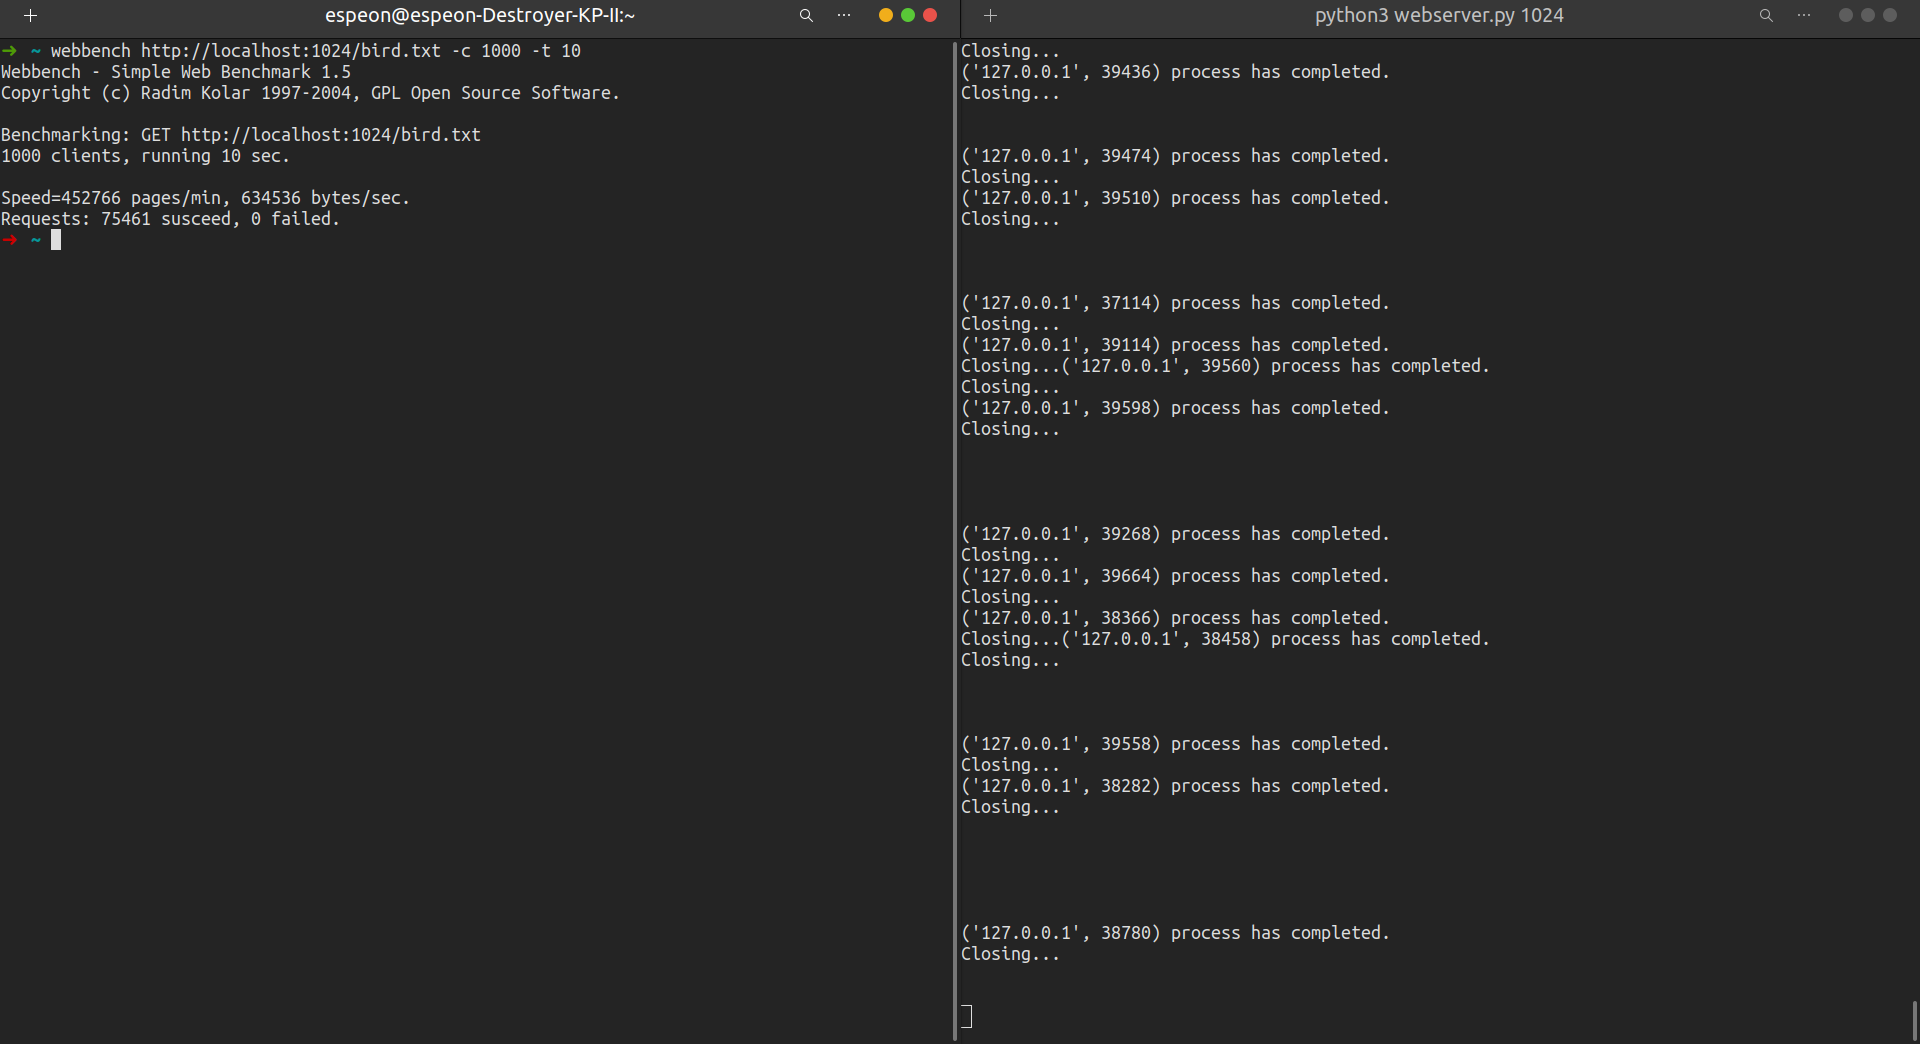 espeon@espeon-Destroyer-KP-II:~
➜ ~ webbench http://localhost:1024/bird.txt -c 1000 -t 10
Webbench - Simple Web Benchmark 1.5
Copyright (c) Radim Kolar 1997-2004, GPL Open Source Software.
Benchmarking: GET http://localhost:1024/bird.txt
1000 clients, running 10 sec.
Speed=452766 pages/min, 634536 bytes/sec.
Requests: 75461 susceed, 0 failed.
➜ ~
python3 webserver.py 1024
Closing...
('127.0.0.1', 39436) process has completed.
Closing...
('127.0.0.1', 39474) process has completed.
Closing...
('127.0.0.1', 39510) process has completed.
Closing...
('127.0.0.1', 37114) process has completed.
Closing...
('127.0.0.1', 39114) process has completed.
Closing...('127.0.0.1', 39560) process has completed.
Closing...
('127.0.0.1', 39598) process has completed.
Closing...
('127.0.0.1', 39268) process has completed.
Closing...
('127.0.0.1', 39664) process has completed.
Closing...
('127.0.0.1', 38366) process has completed.
Closing...('127.0.0.1', 38458) process has completed.
Closing...
('127.0.0.1', 39558) process has completed.
Closing...
('127.0.0.1', 38282) process has completed.
Closing...
('127.0.0.1', 38780) process has completed.
Closing...